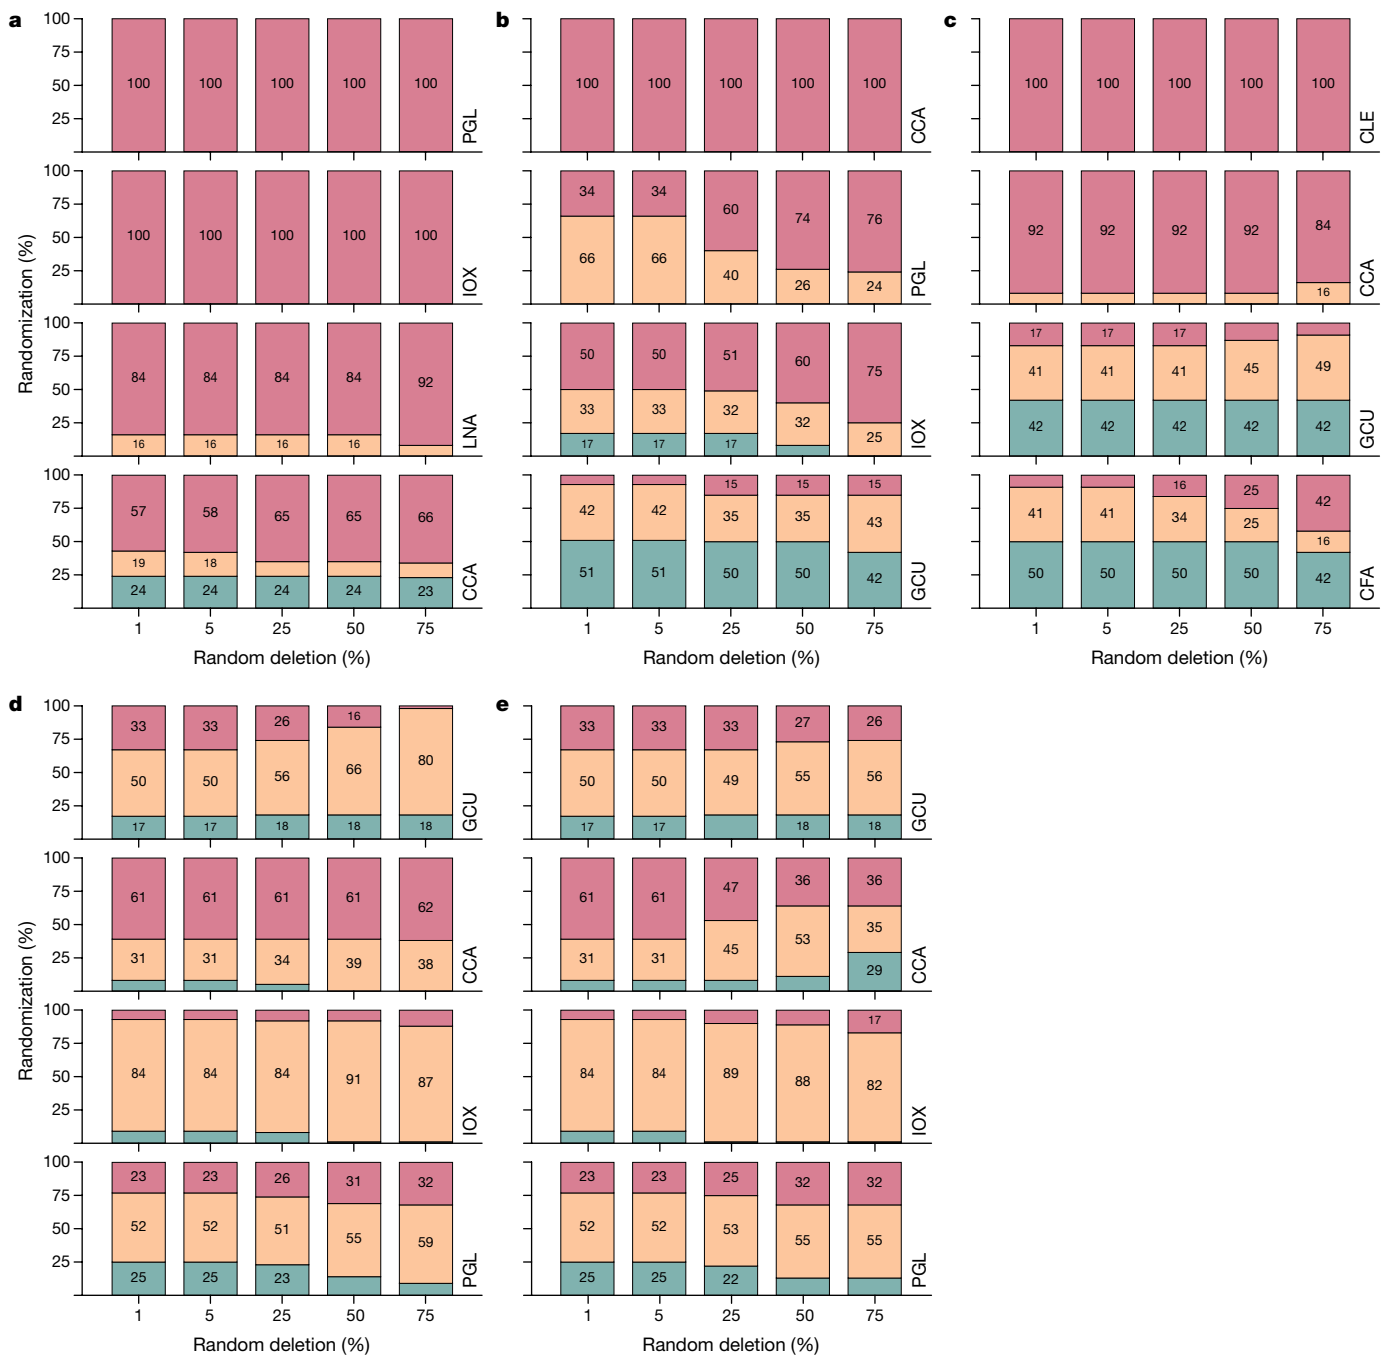 a
100
75
50
25
100 100 100 100 100
PGL
100
75
50
25
100 100 100 100 100
IOX
100
75
50
25
84 84 84 84 92
16 16 16 16
LNA
100
75
50
25
57 58 65 65 66
19 18
24 24 24 24 23
CCA
1 5 25 50 75
Random deletion (%)
Randomization (%)
b
100 100 100 100 100
CCA
34 34 60 74 76
66 66 40 26 24
PGL
50 50 51 60 75
33 33 32 32 25
17 17 17
IOX
15 15 15
42 42 35 35 43
51 51 50 50 42
GCU
1 5 25 50 75
Random deletion (%)
c
100 100 100 100 100
CLE
92 92 92 92 84
16
CCA
17 17 17
41 41 41 45 49
42 42 42 42 42
GCU
16 25 42
41 41 34 25 16
50 50 50 50 42
CFA
1 5 25 50 75
Random deletion (%)
d
100
75
50
25
33 33 26 16
50 50 56 66 80
17 17 18 18 18
GCU
100
75
50
25
61 61 61 61 62
31 31 34 39 38
CCA
100
75
50
25
84 84 84 91 87
IOX
100
75
50
25
23 23 26 31 32
52 52 51 55 59
25 25 23
PGL
1 5 25 50 75
Random deletion (%)
Randomization (%)
e
33 33 33 27 26
50 50 49 55 56
17 17 18 18
GCU
61 61 47 36 36
31 31 45 53 35
29
CCA
17
84 84 89 88 82
IOX
23 23 25 32 32
52 52 53 55 55
25 25 22
PGL
1 5 25 50 75
Random deletion (%)